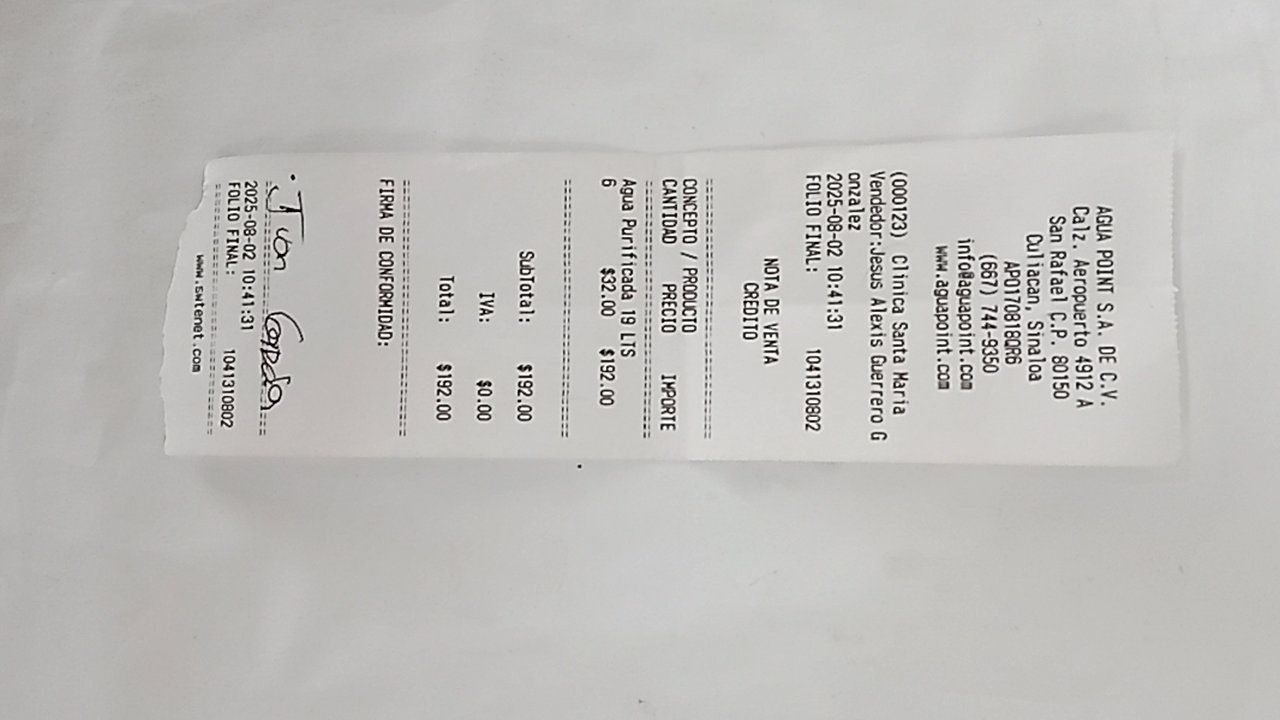 AGUA POINT S.A. DE C.V.
Calz. Aeropuerto 4912 A
San Rafael C.P. 80150
Culiacan, Sinaloa
APO170818QR6
(667) 744-9350
info@aguapoint.com
www.aguapoint.com
(000123) Clinica Santa Maria
Vendedor:Jesus Alexis Guerrero G
onzalez
2025-08-02 10:41:31
FOLIO FINAL: 1041310802
NOTA DE VENTA
CREDITO
================================
CONCEPTO / PRODUCTO
CANTIDAD PRECIO IMPORTE
================================
Agua Purificada 19 LTS
6 $32.00 $192.00
================================
SubTotal: $192.00
IVA: $0.00
Total: $192.00
================================
FIRMA DE CONFORMIDAD:
Juan
================================
2025-08-02 10:41:31
FOLIO FINAL: 1041310802
================================
www.swienet.com